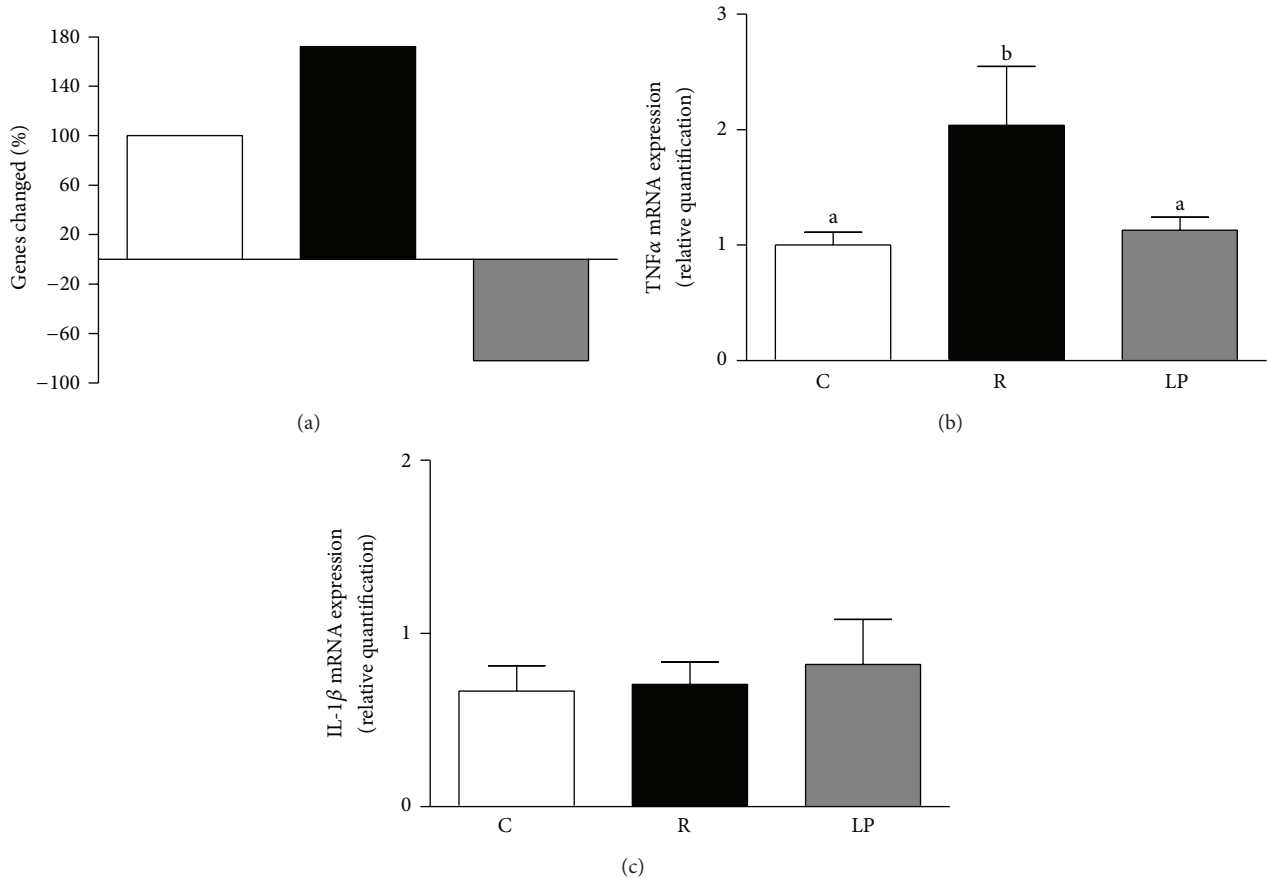 Genes changed (%)
180
140
100
60
20
−20
−60
−100
(a)
TNFα mRNA expression
(relative quantification)
3
2
1
0
a
b
a
C R LP
(b)
IL-1β mRNA expression
(relative quantification)
2
1
0
C R LP
(c)